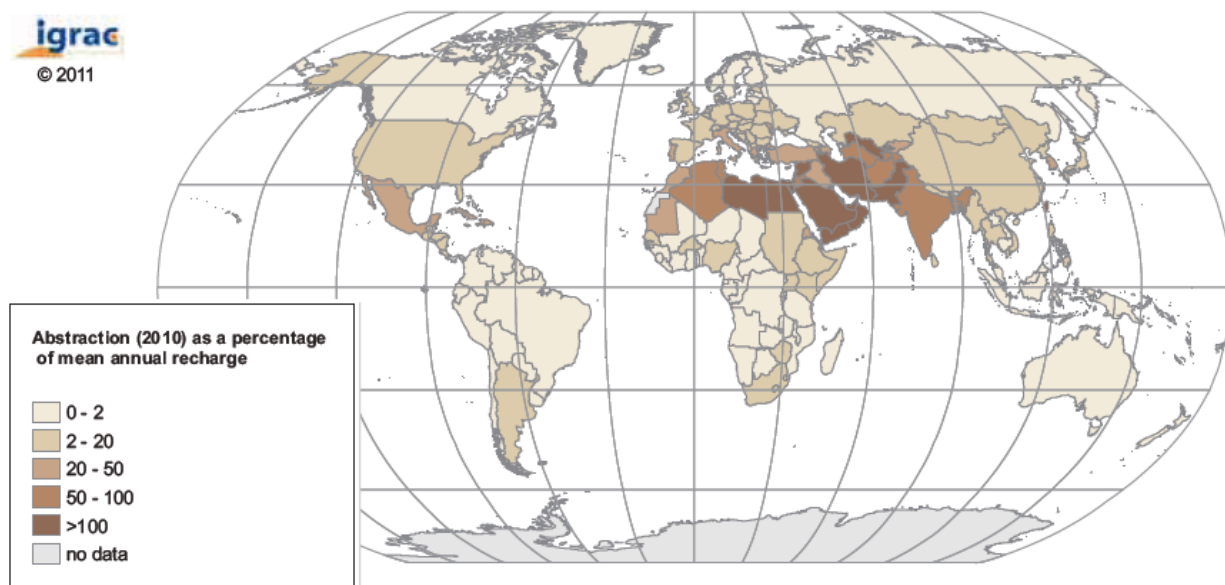 igrac
© 2011
Abstraction (2010) as a percentage
of mean annual recharge
0 - 2
2 - 20
20 - 50
50 - 100
>100
no data